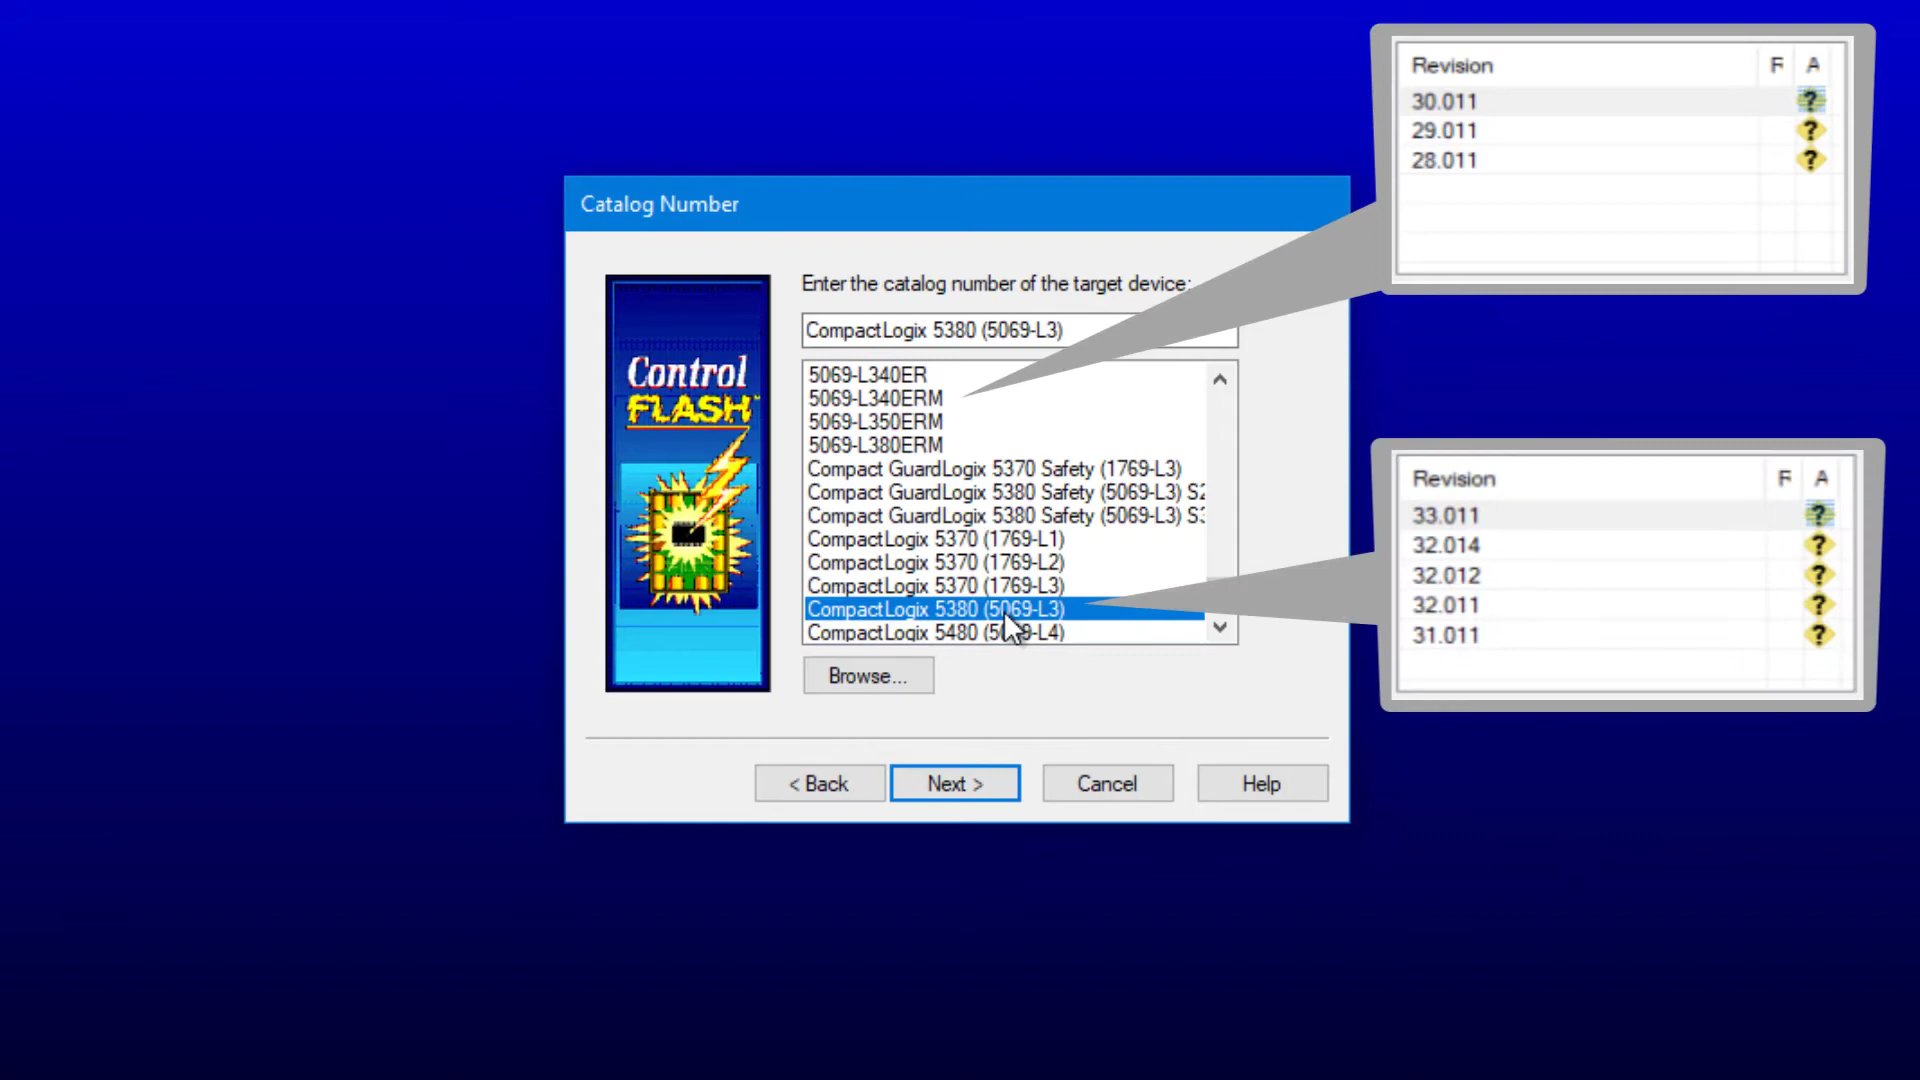 Catalog Number
Control
FLASH
Enter the catalog number of the target device:
CompactLogix 5380 (5069-L3)
5069-L340ER
5069-L340ERM
5069-L350ERM
5069-L380ERM
Compact GuardLogix 5370 Safety (1769-L3)
Compact GuardLogix 5380 Safety (5069-L3) S2
Compact GuardLogix 5380 Safety (5069-L3) S3
CompactLogix 5370 (1769-L1)
CompactLogix 5370 (1769-L2)
CompactLogix 5370 (1769-L3)
CompactLogix 5380 (5069-L3)
CompactLogix 5480 (5069-L4)
Browse...
< Back
Next >
Cancel
Help
Revision F A
30.011 ?
29.011 ?
28.011 ?
Revision F A
33.011 ?
32.014 ?
32.012 ?
32.011 ?
31.011 ?